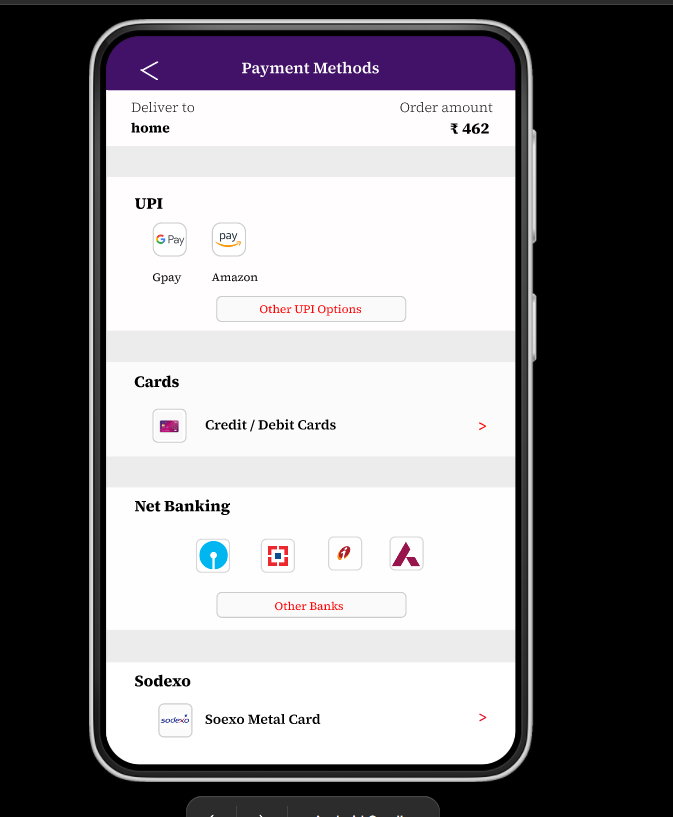 Payment Methods
Deliver to Order amount
home ₹ 462
UPI
G Pay pay
Gpay Amazon
Other UPI Options
Cards
Credit / Debit Cards >
Net Banking
Other Banks
Sodexo
sodexo Soexo Metal Card >